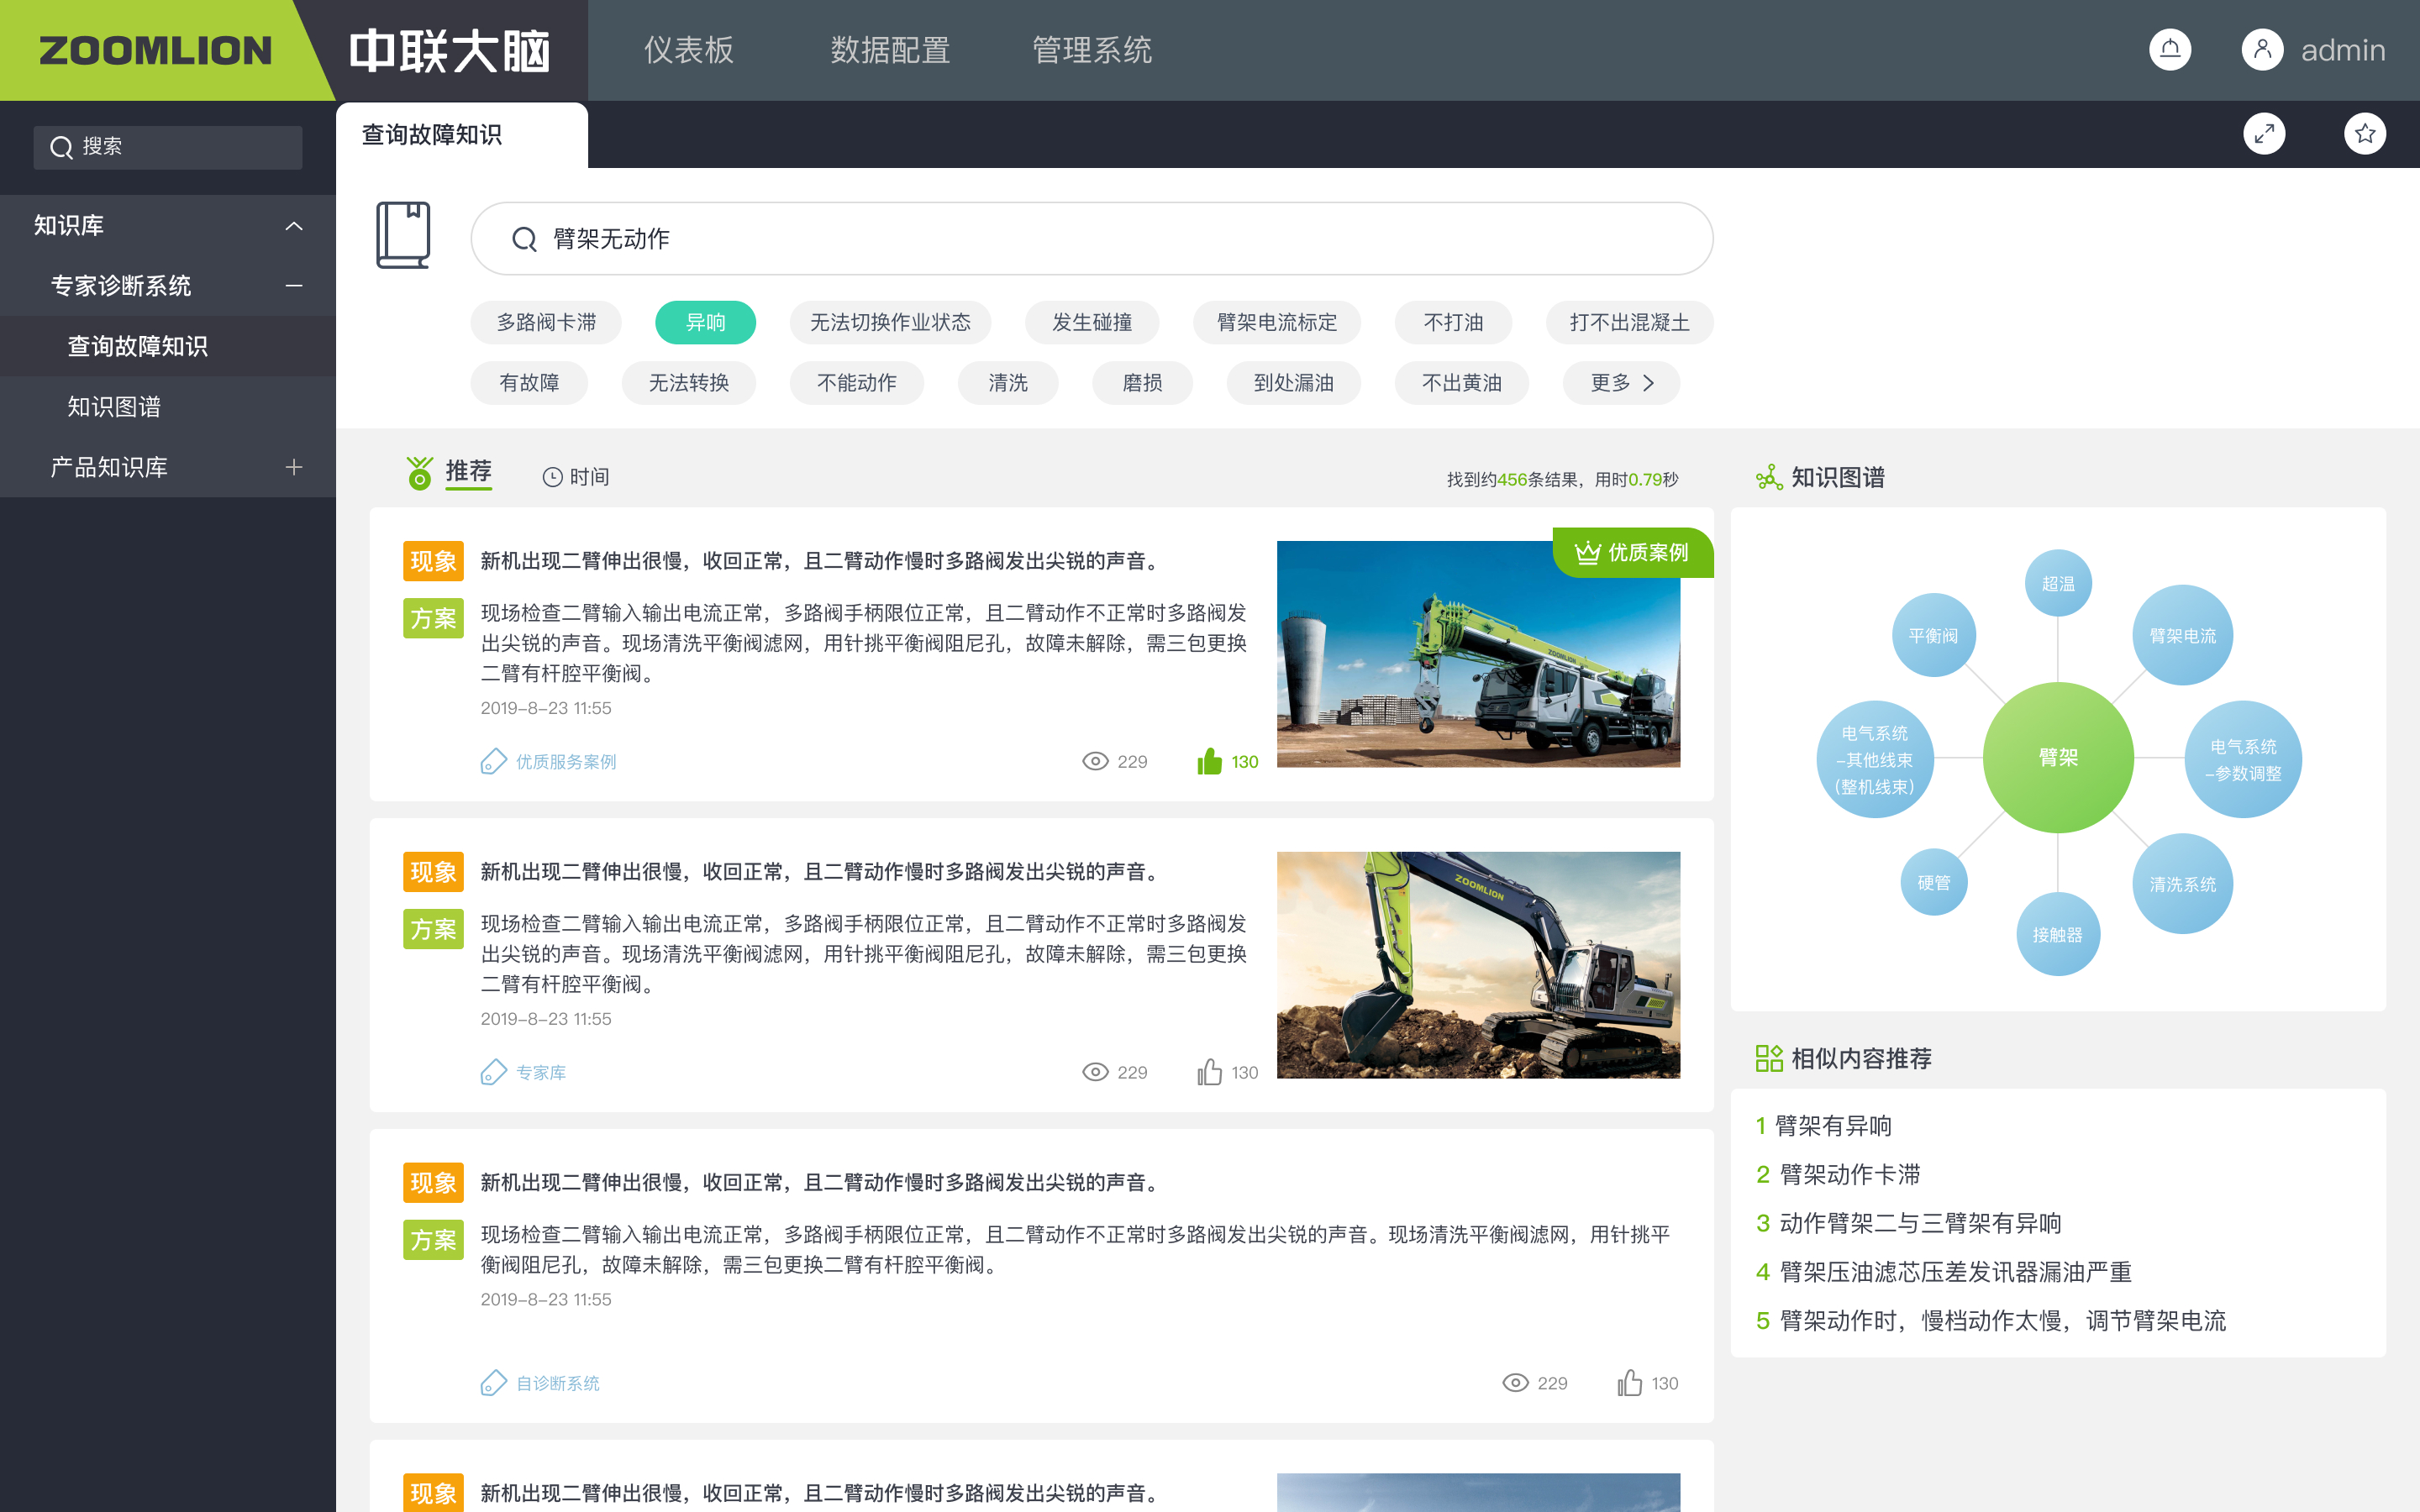 ZOOMLION
中联大脑
仪表板
数据配置
管理系统
admin
搜索
知识库
专家诊断系统
查询故障知识
知识图谱
产品知识库
查询故障知识
臂架无动作
多路阀卡滞
异响
无法切换作业状态
发生碰撞
臂架电流标定
不打油
打不出混凝土
有故障
无法转换
不能动作
清洗
磨损
到处漏油
不出黄油
更多
推荐
时间
找到约456条结果，用时0.79秒
现象
新机出现二臂伸出很慢，收回正常，且二臂动作慢时多路阀发出尖锐的声音。
方案
现场检查二臂输入输出电流正常，多路阀手柄限位正常，且二臂动作不正常时多路阀发
出尖锐的声音。现场清洗平衡阀滤网，用针挑平衡阀阻尼孔，故障未解除，需三包更换
二臂有杆腔平衡阀。
2019-8-23 11:55
优质服务案例
229
130
优质案例
ZOOMLION
现象
新机出现二臂伸出很慢，收回正常，且二臂动作慢时多路阀发出尖锐的声音。
方案
现场检查二臂输入输出电流正常，多路阀手柄限位正常，且二臂动作不正常时多路阀发
出尖锐的声音。现场清洗平衡阀滤网，用针挑平衡阀阻尼孔，故障未解除，需三包更换
二臂有杆腔平衡阀。
2019-8-23 11:55
专家库
229
130
ZOOMLION
现象
新机出现二臂伸出很慢，收回正常，且二臂动作慢时多路阀发出尖锐的声音。
方案
现场检查二臂输入输出电流正常，多路阀手柄限位正常，且二臂动作不正常时多路阀发出尖锐的声音。现场清洗平衡阀滤网，用针挑平
衡阀阻尼孔，故障未解除，需三包更换二臂有杆腔平衡阀。
2019-8-23 11:55
自诊断系统
229
130
现象
新机出现二臂伸出很慢，收回正常，且二臂动作慢时多路阀发出尖锐的声音。
知识图谱
超温
平衡阀
臂架电流
电气系统
-其他线束
(整机线束)
臂架
电气系统
-参数调整
硬管
清洗系统
接触器
相似内容推荐
1 臂架有异响
2 臂架动作卡滞
3 动作臂架二与三臂架有异响
4 臂架压油滤芯压差发讯器漏油严重
5 臂架动作时，慢档动作太慢，调节臂架电流